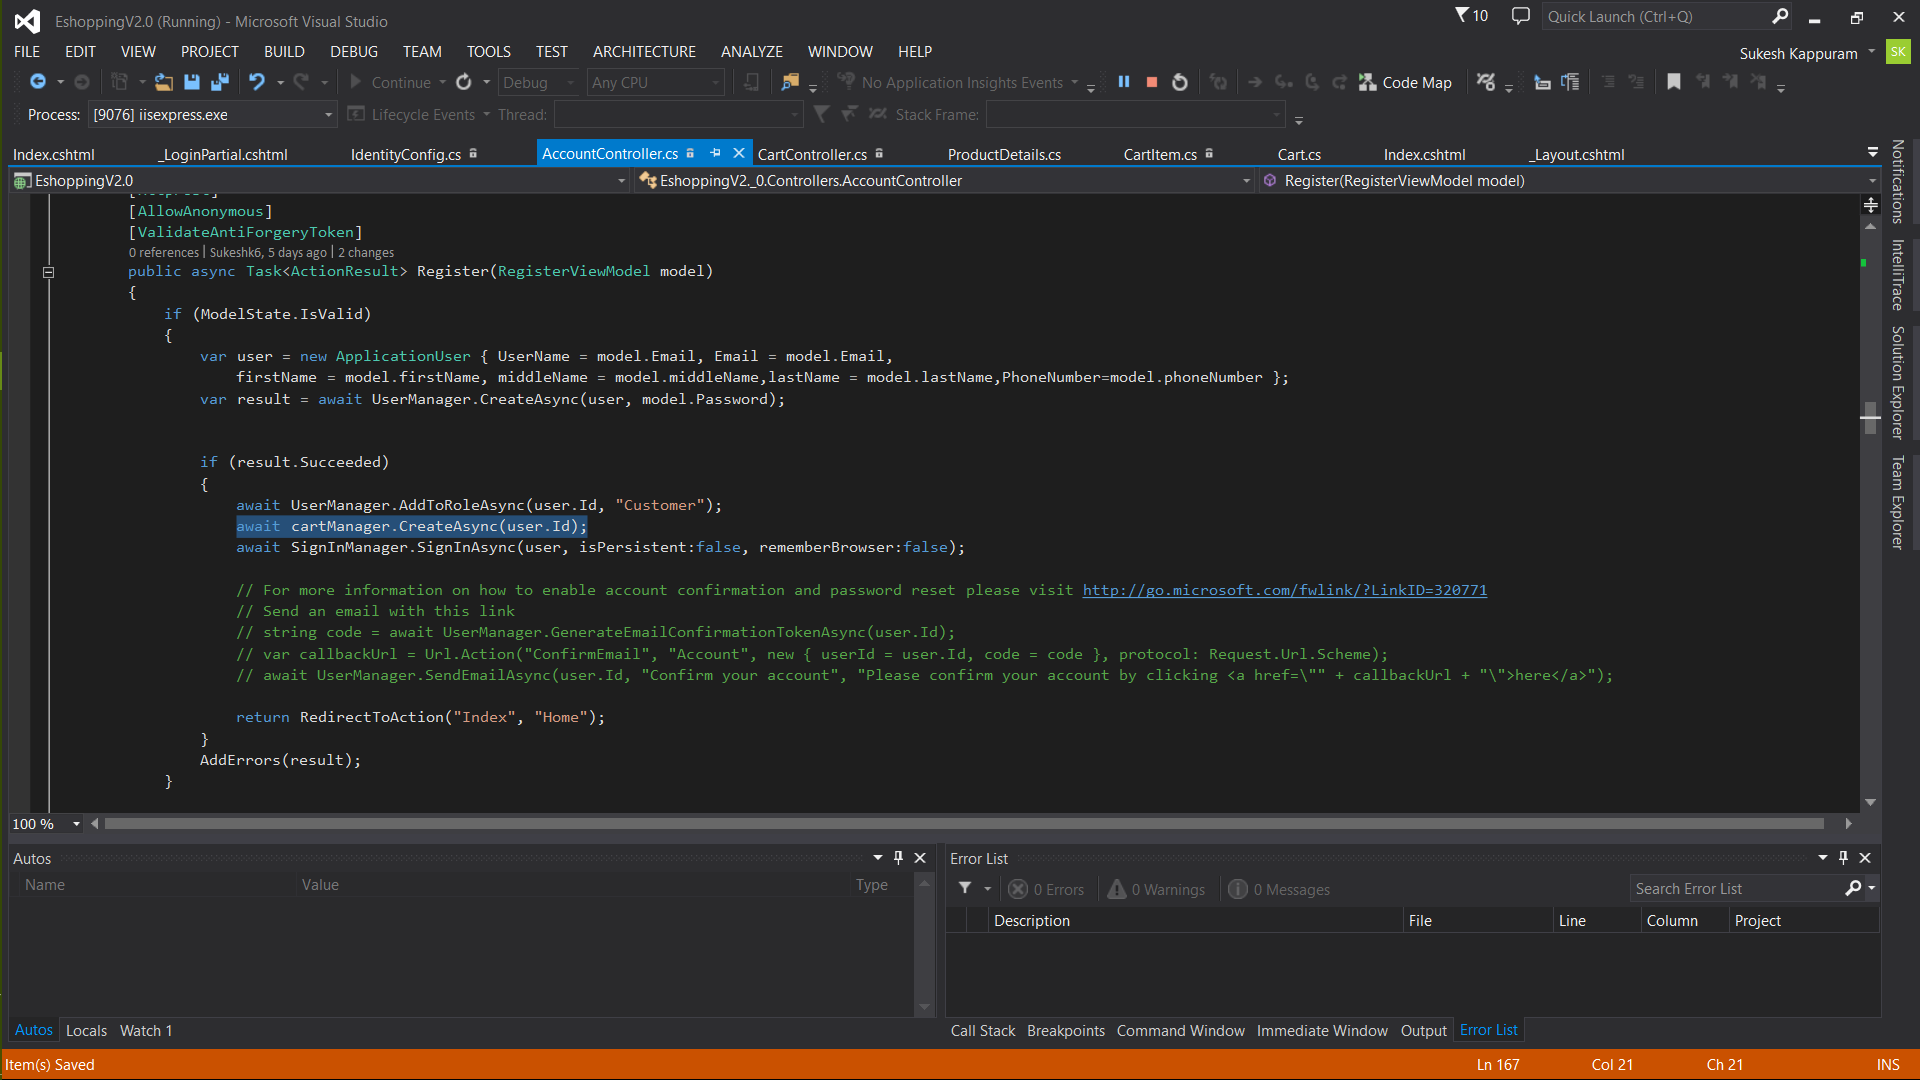 EshoppingV2.0 (Running) - Microsoft Visual Studio
10
Quick Launch (Ctrl+Q)
FILE EDIT VIEW PROJECT BUILD DEBUG TEAM TOOLS TEST ARCHITECTURE ANALYZE WINDOW HELP
Sukesh Kappuram SK
Continue Debug Any CPU No Application Insights Events Code Map
Process: [9076] iisexpress.exe Lifecycle Events Thread: Stack Frame:
Index.cshtml _LoginPartial.cshtml IdentityConfig.cs AccountController.cs CartController.cs ProductDetails.cs CartItem.cs Cart.cs Index.cshtml _Layout.cshtml
EshoppingV2.0 EshoppingV2._0.Controllers.AccountController Register(RegisterViewModel model)
[AllowAnonymous]
[ValidateAntiForgeryToken]
0 references | Sukeshk6, 5 days ago | 2 changes
public async Task<ActionResult> Register(RegisterViewModel model)
{
if (ModelState.IsValid)
{
var user = new ApplicationUser { UserName = model.Email, Email = model.Email,
firstName = model.firstName, middleName = model.middleName,lastName = model.lastName,PhoneNumber=model.phoneNumber };
var result = await UserManager.CreateAsync(user, model.Password);
if (result.Succeeded)
{
await UserManager.AddToRoleAsync(user.Id, "Customer");
await cartManager.CreateAsync(user.Id);
await SignInManager.SignInAsync(user, isPersistent:false, rememberBrowser:false);
// For more information on how to enable account confirmation and password reset please visit http://go.microsoft.com/fwlink/?LinkID=320771
// Send an email with this link
// string code = await UserManager.GenerateEmailConfirmationTokenAsync(user.Id);
// var callbackUrl = Url.Action("ConfirmEmail", "Account", new { userId = user.Id, code = code }, protocol: Request.Url.Scheme);
// await UserManager.SendEmailAsync(user.Id, "Confirm your account", "Please confirm your account by clicking <a href=\"" + callbackUrl + "\">here</a>");
return RedirectToAction("Index", "Home");
}
AddErrors(result);
}
100 %
Notifications
IntelliTrace
Solution Explorer
Team Explorer
Autos
Name Value Type
Autos Locals Watch 1
Error List
0 Errors 0 Warnings 0 Messages Search Error List
Description File Line Column Project
Call Stack Breakpoints Command Window Immediate Window Output Error List
Item(s) Saved Ln 167 Col 21 Ch 21 INS